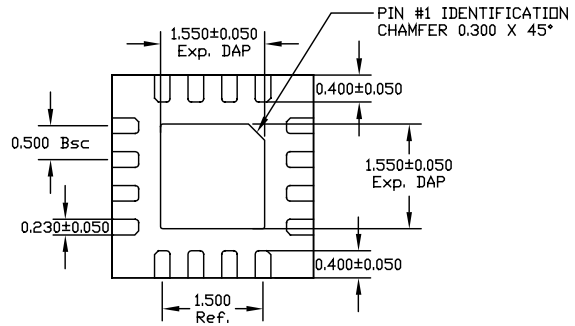 PIN #1 IDENTIFICATION
CHAMFER 0.300 X 45°
1.550±0.050
Exp. DAP
0.400±0.050
0.500 Bsc
1.550±0.050
Exp. DAP
0.230±0.050
0.400±0.050
1.500
Ref.